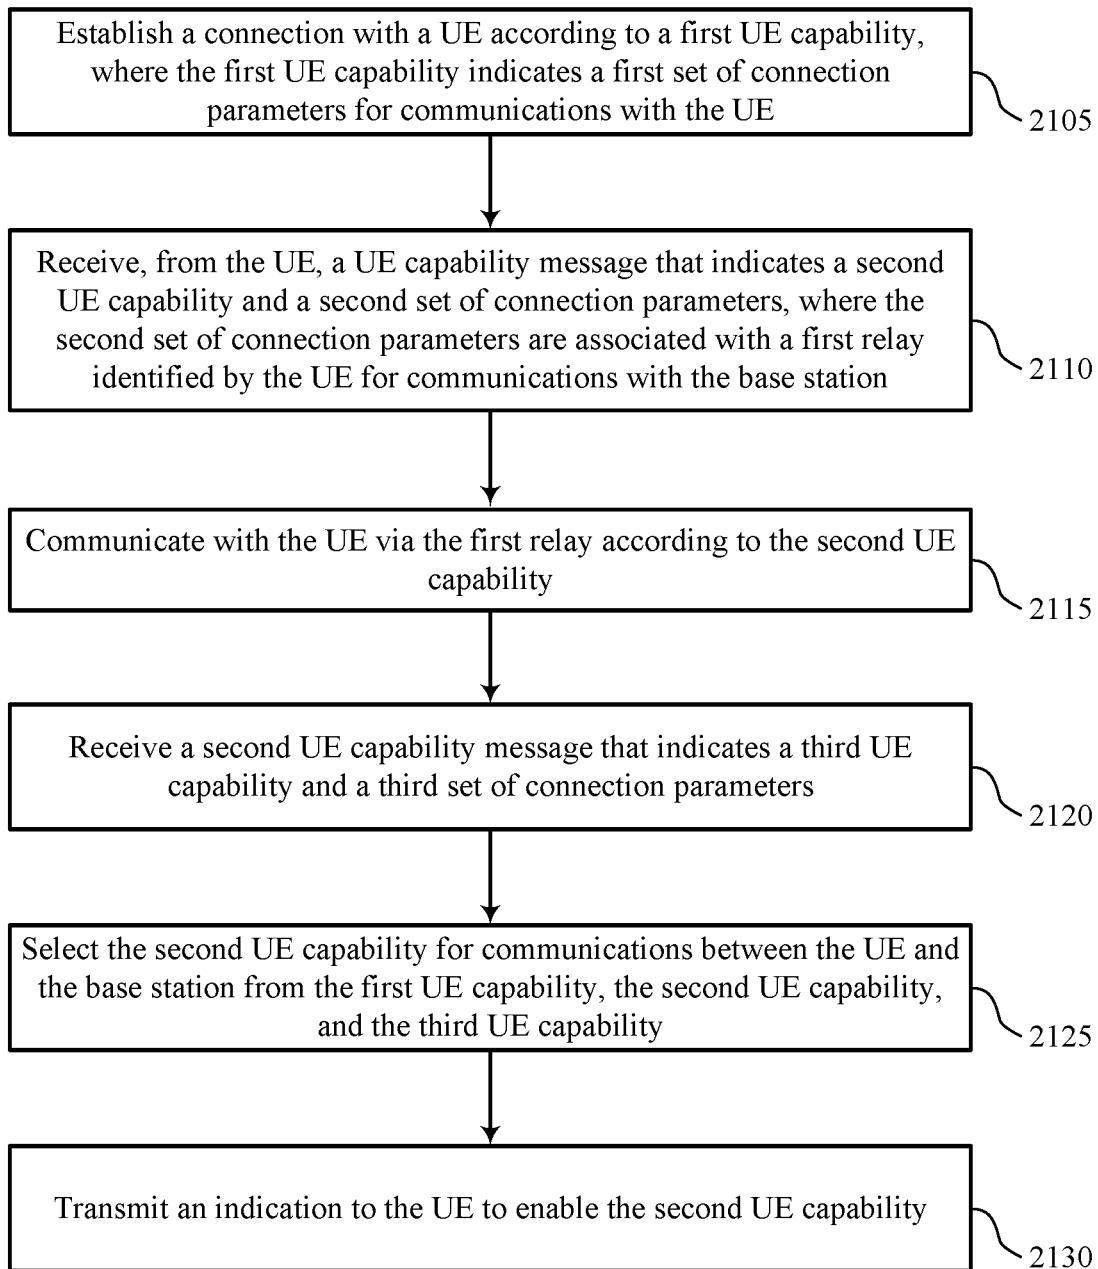 Establish a connection with a UE according to a first UE capability,
where the first UE capability indicates a first set of connection
parameters for communications with the UE
2105
Receive, from the UE, a UE capability message that indicates a second
UE capability and a second set of connection parameters, where the
second set of connection parameters are associated with a first relay
identified by the UE for communications with the base station
2110
Communicate with the UE via the first relay according to the second UE
capability
2115
Receive a second UE capability message that indicates a third UE
capability and a third set of connection parameters
2120
Select the second UE capability for communications between the UE and
the base station from the first UE capability, the second UE capability,
and the third UE capability
2125
Transmit an indication to the UE to enable the second UE capability
2130